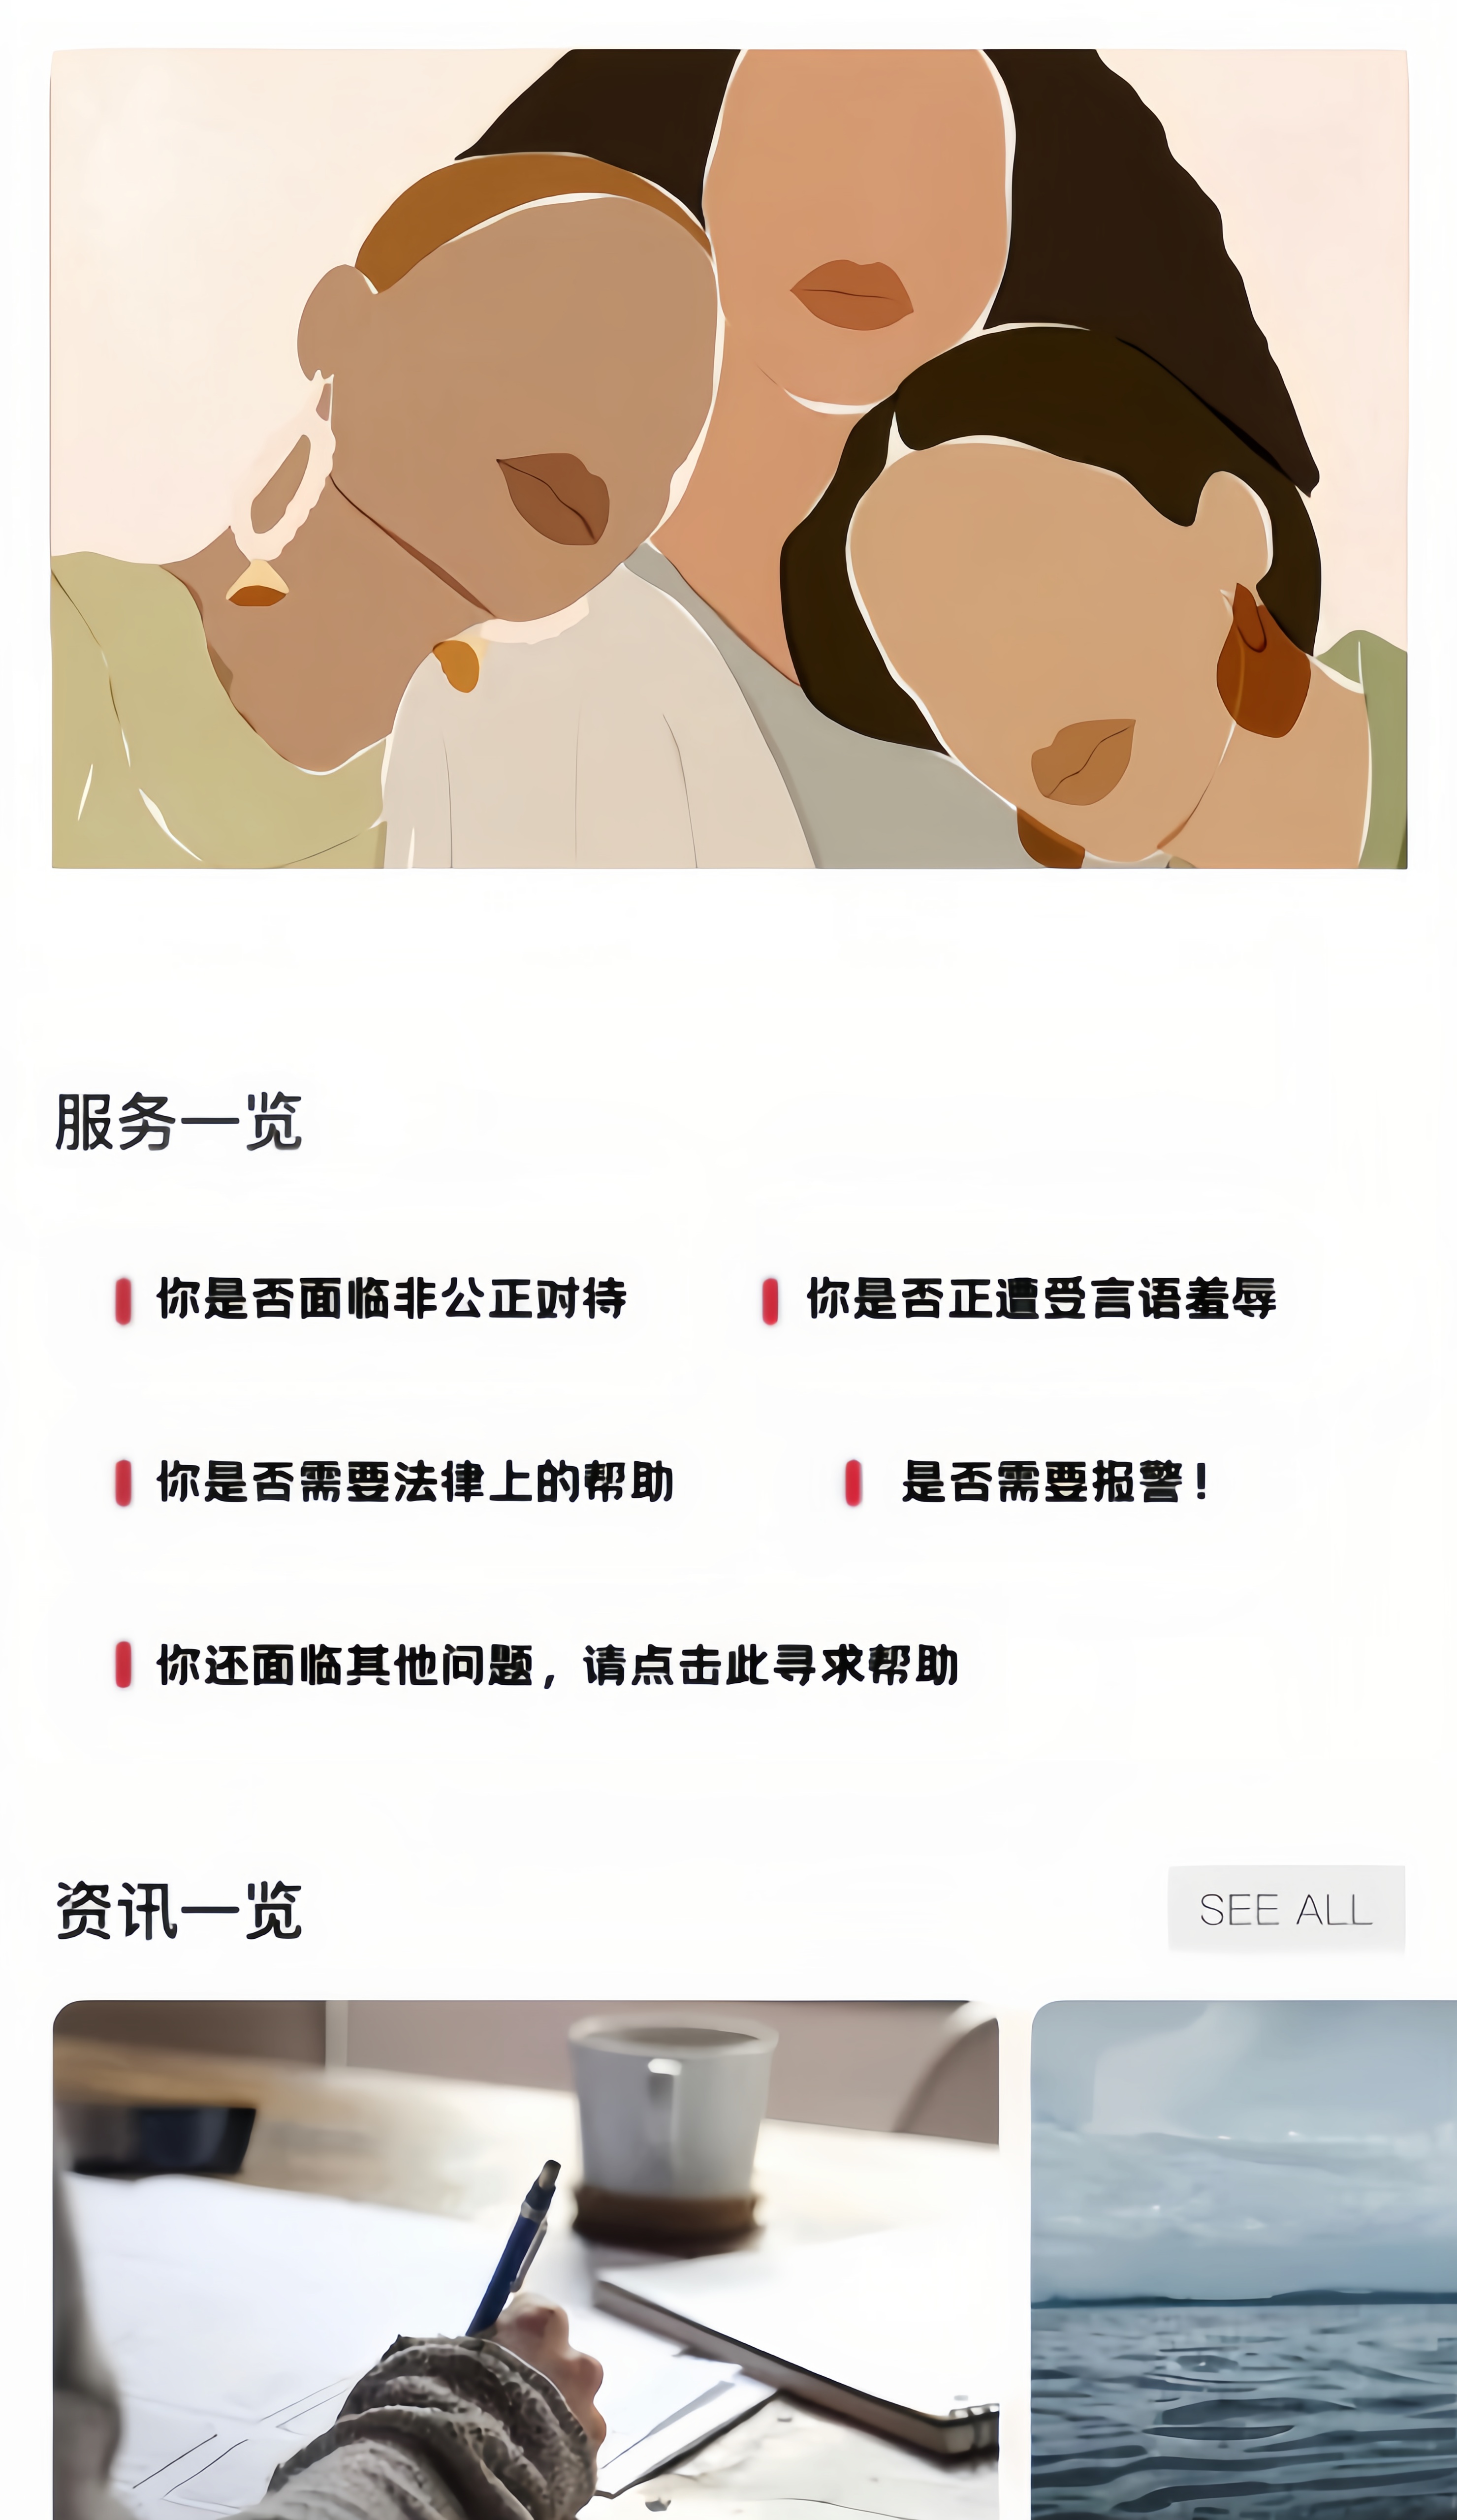 服务一览
你是否面临非公正对待
你是否正遭受言语羞辱
你是否需要法律上的帮助
是否需要报警！
你还面临其他问题，请点击此寻求帮助
资讯一览
SEE ALL